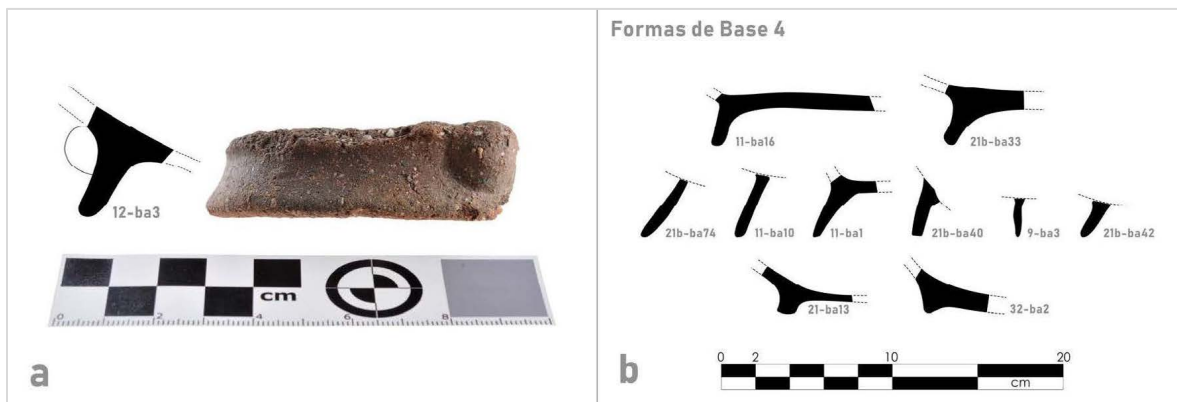 12-ba3
cm
0 2 4 6 8
a
Formas de Base 4
11-ba16 21b-ba33
21b-ba74 11-ba10 11-ba1 21b-ba40 9-ba3 21b-ba42
21-ba13 32-ba2
0 2 10 20
cm
b